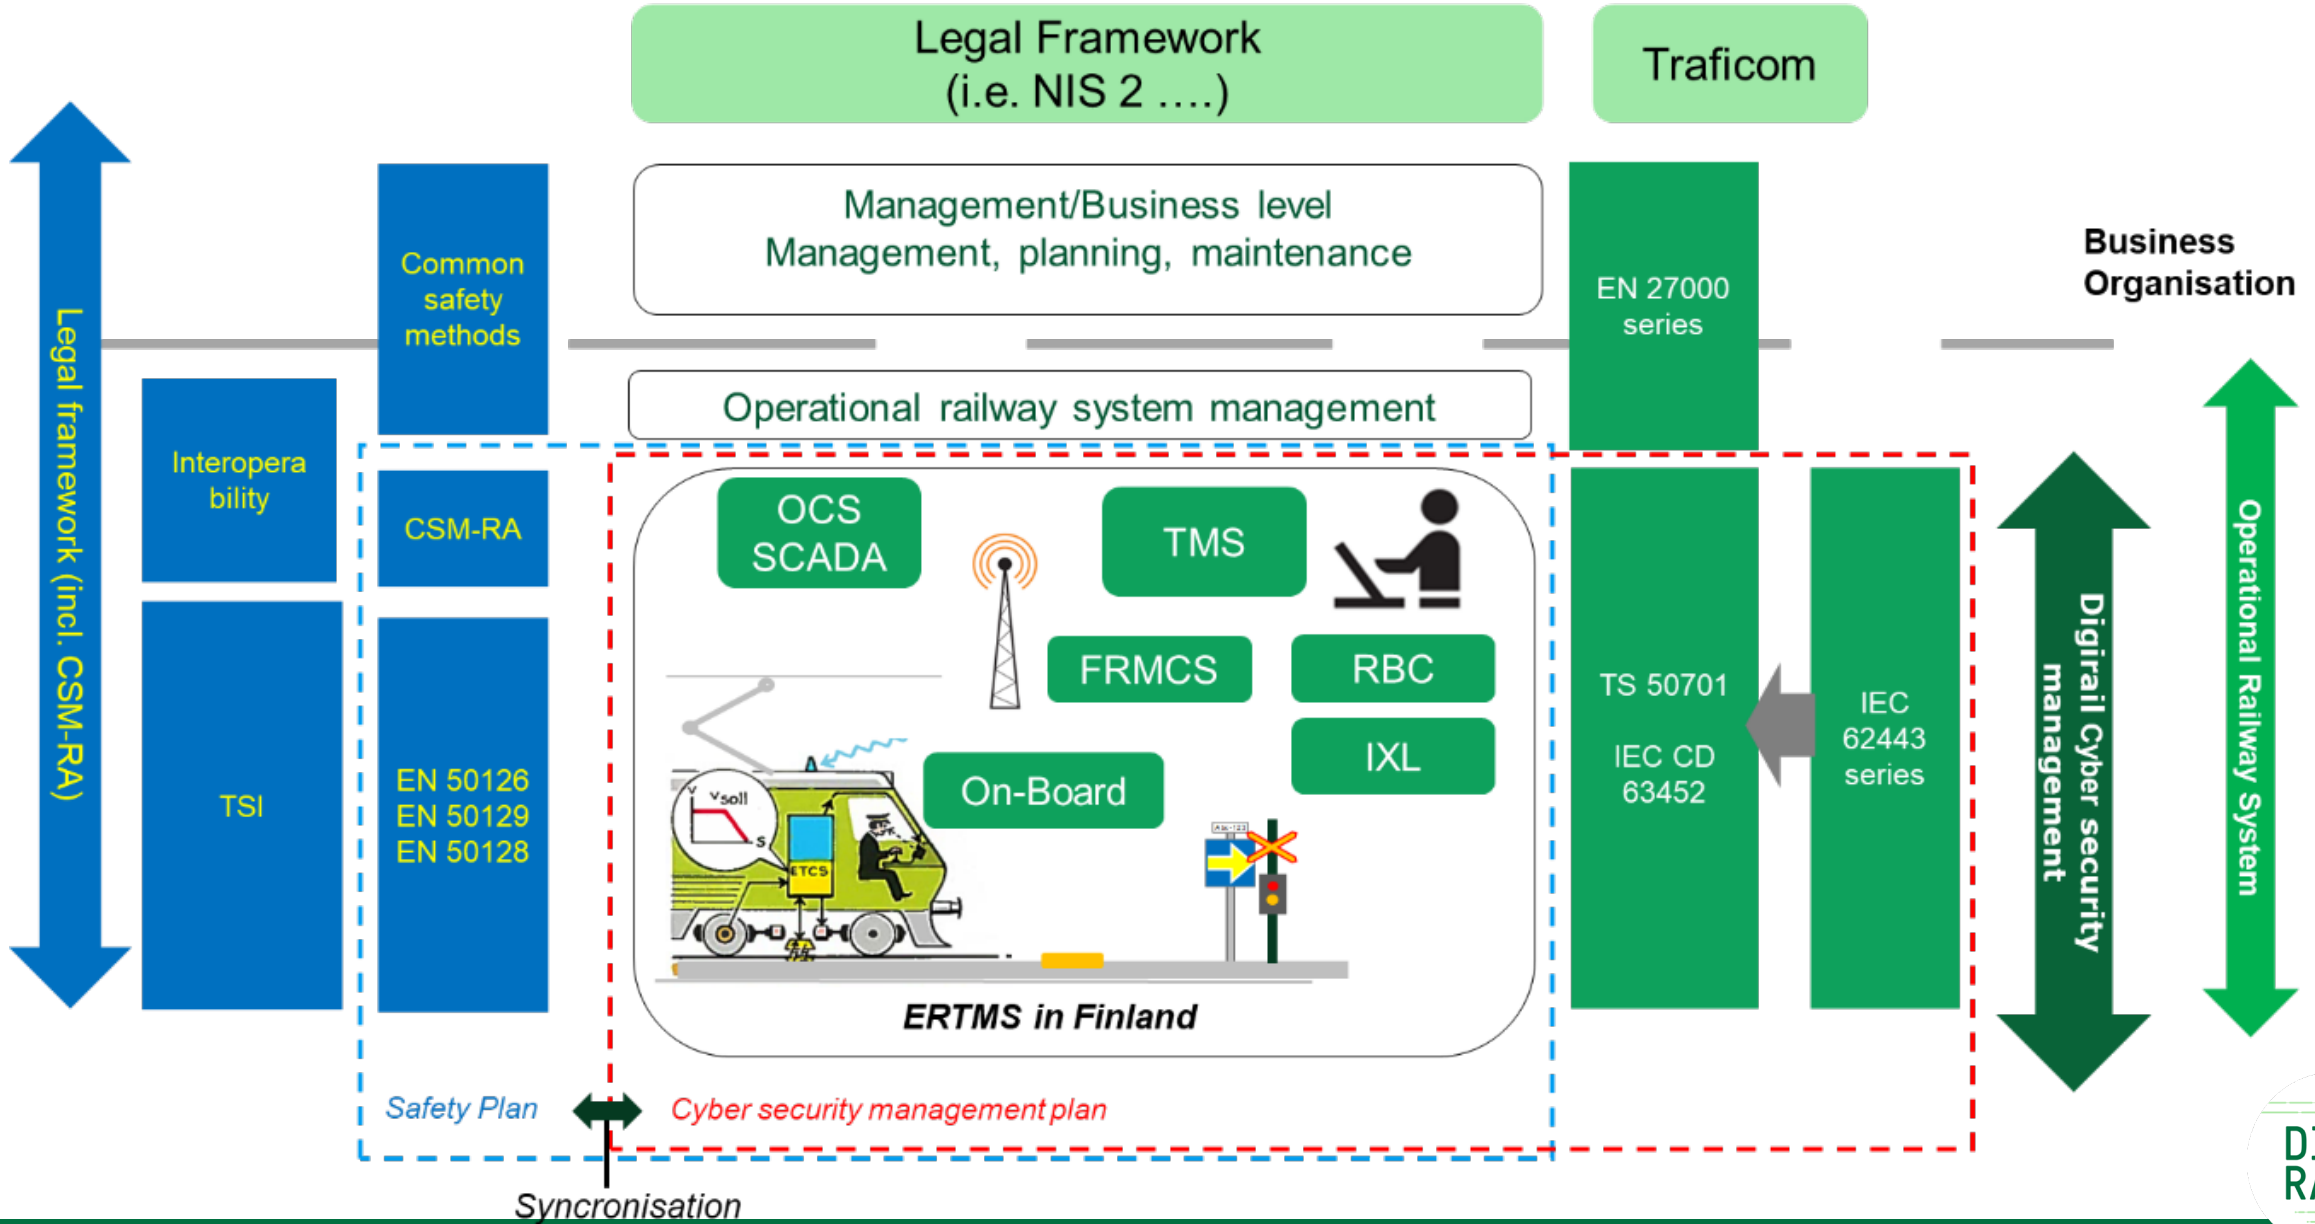 Legal Framework
(i.e. NIS 2 ....)
Traficom
Legal framework (incl. CSM-RA)
Common
safety
methods
Management/Business level
Management, planning, maintenance
EN 27000
series
Business
Organisation
Interopera
bility
Operational railway system management
CSM-RA
TSI
EN 50126
EN 50129
EN 50128
OCS
SCADA
TMS
FRMCS
RBC
IXL
On-Board
v
Vsoll
s
ETCS
ERTMS in Finland
TS 50701
IEC CD
63452
IEC
62443
series
Digirail Cyber security
management
Operational Railway System
Safety Plan
Cyber security management plan
Syncronisation